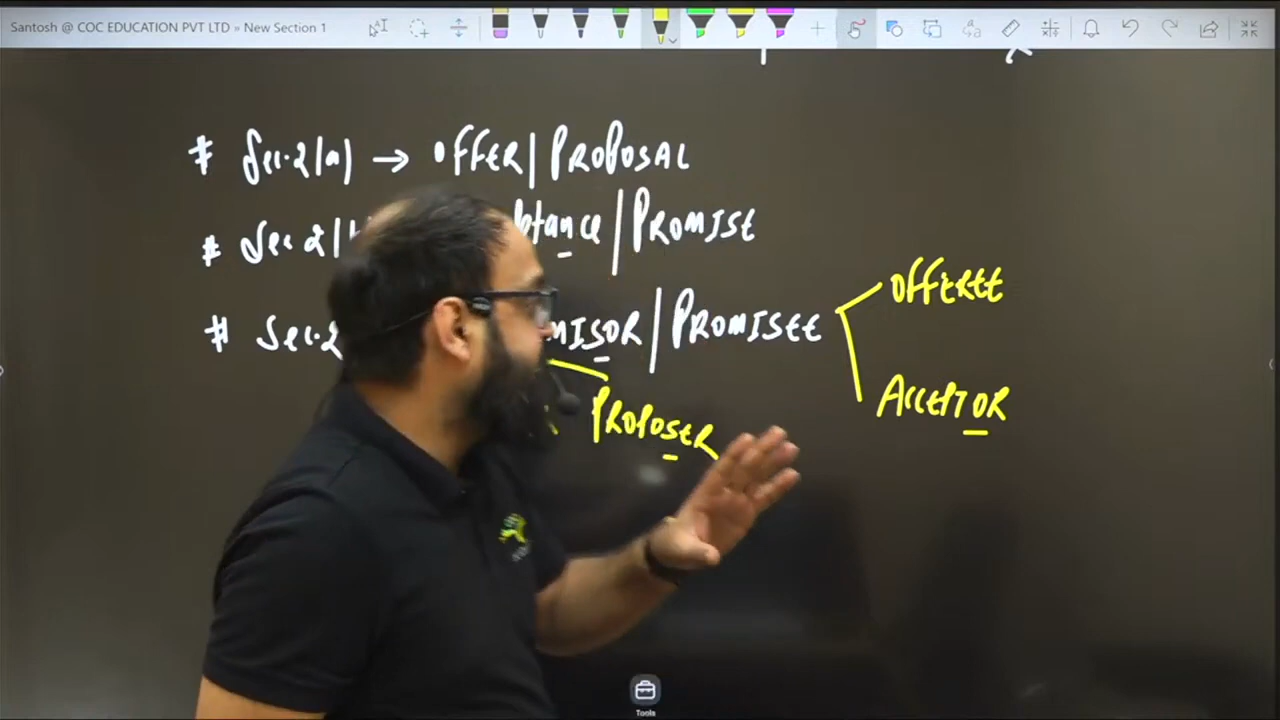 Santosh @ COC EDUCATION PVT LTD » New Section 1
* Sec.2(a) → OFFER/PROPOSAL
* Sec 2 /PROMISE
* Sec.2 /PROMISEE
OFFEREE
PROPOSER
ACCEPTOR
Tools